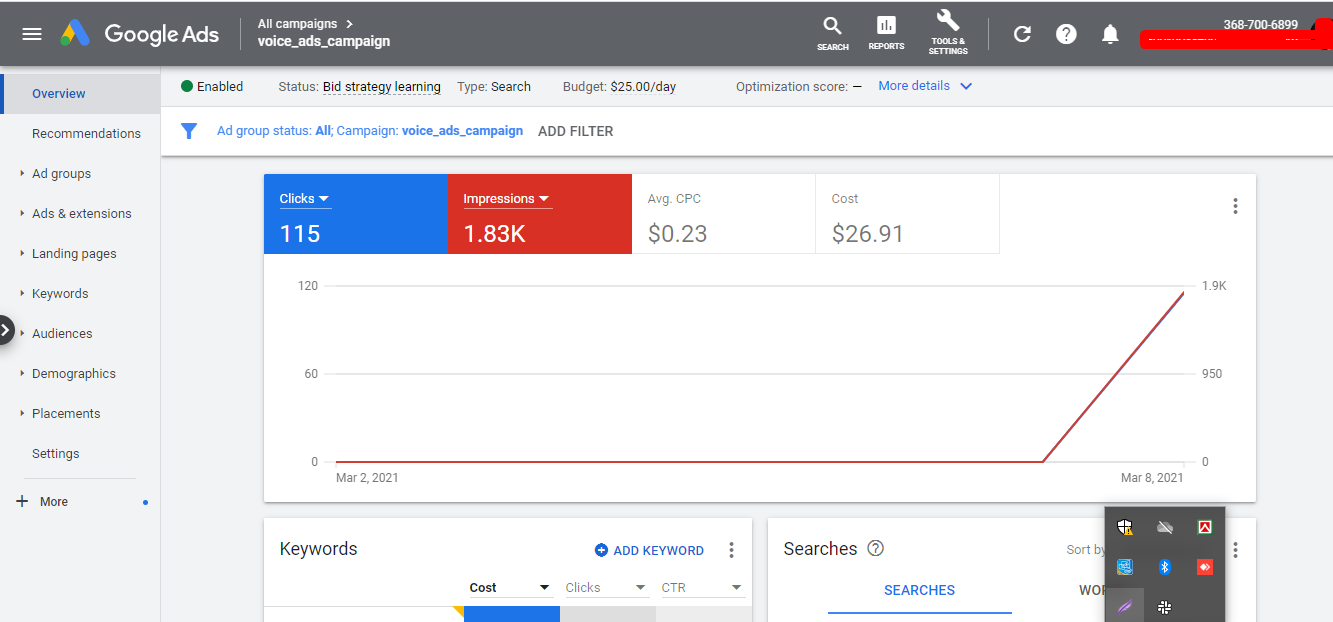 Google Ads
All campaigns
voice_ads_campaign
SEARCH
REPORTS
TOOLS &
SETTINGS
368-700-6899
Overview
Recommendations
Ad groups
Ads & extensions
Landing pages
Keywords
Audiences
Demographics
Placements
Settings
More
Enabled
Status: Bid strategy learning
Type: Search
Budget: $25.00/day
Optimization score: –
More details
Ad group status: All; Campaign: voice_ads_campaign
ADD FILTER
Clicks
115
Impressions
1.83K
Avg. CPC
$0.23
Cost
$26.91
120
60
0
1.9K
950
0
Mar 2, 2021
Mar 8, 2021
Keywords
ADD KEYWORD
Cost
Clicks
CTR
Searches
Sort by
SEARCHES